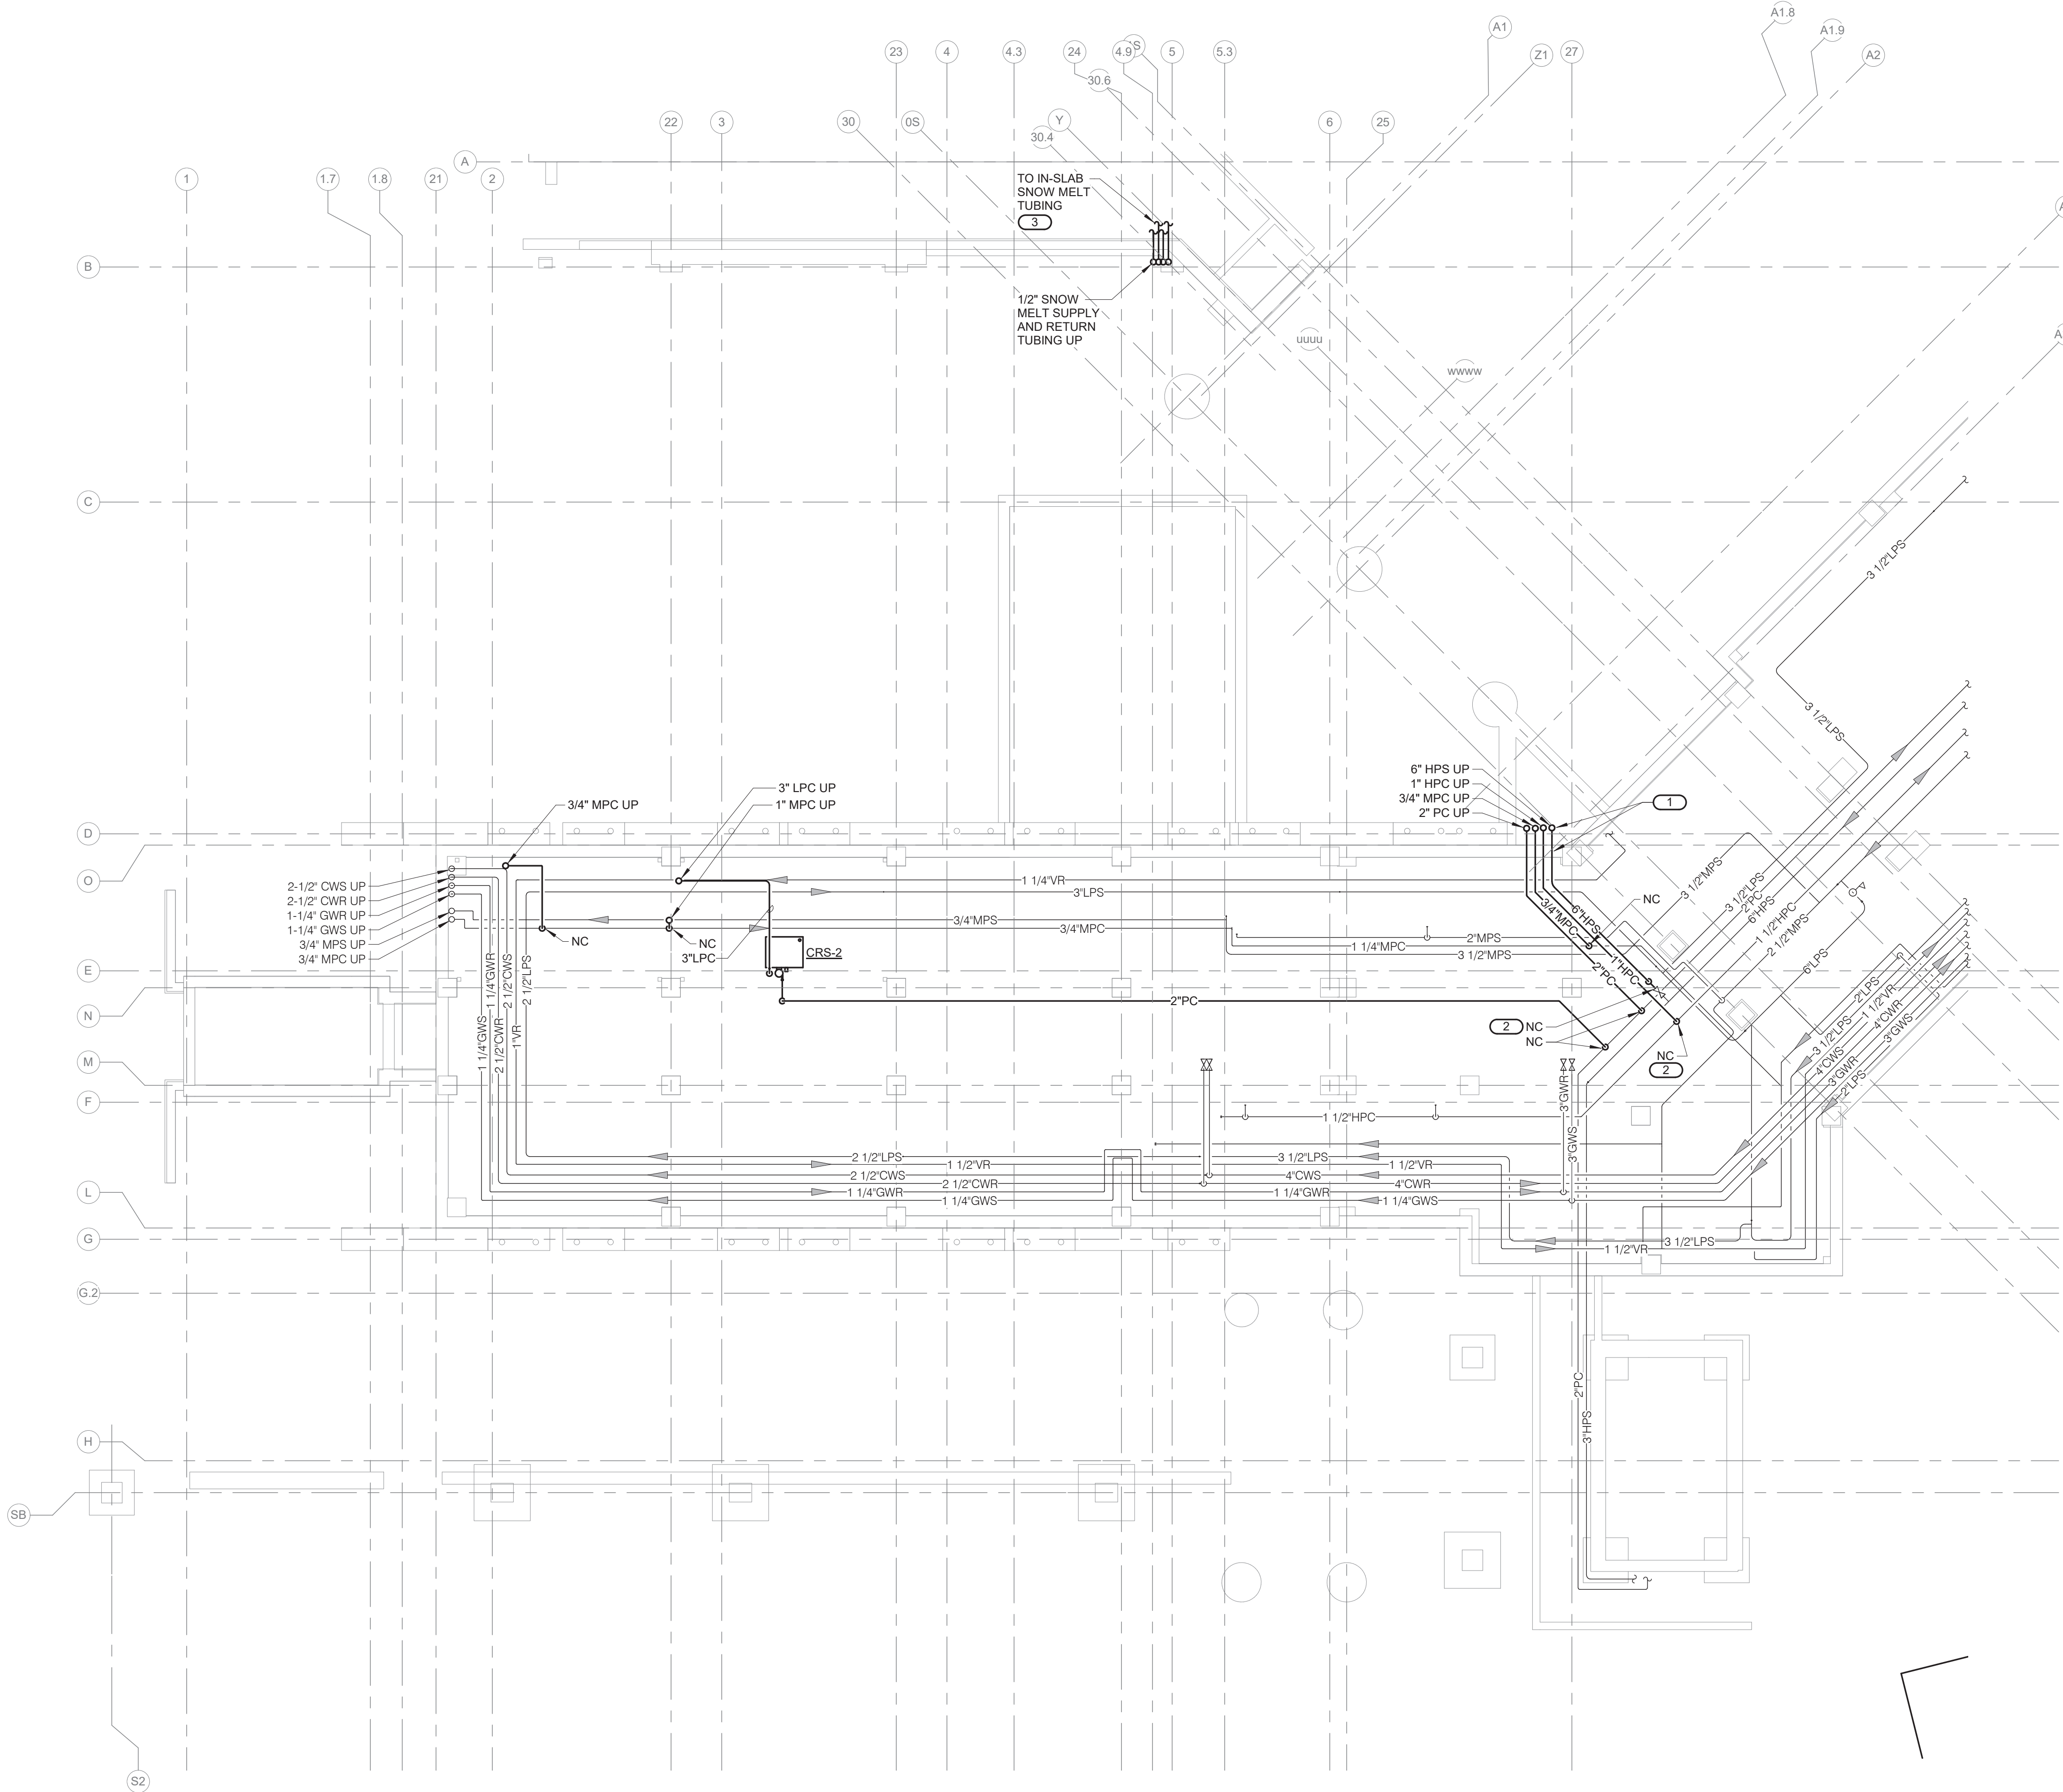 A1.8
A1
A1.9
23
4
4.3
24
4.9
S
5
5.3
27
Z1
A2
30.6
22
3
30
0S
Y
30.4
6
25
A
1
1.7
1.8
21
2
TO IN-SLAB
SNOW MELT
TUBING
3
A
B
1/2" SNOW
MELT SUPPLY
AND RETURN
TUBING UP
uuuu
A
wwww
C
3 1/2"LPS
3 1/2"LPS
3" LPC UP
1" MPC UP
3/4" MPC UP
6" HPS UP
1" HPC UP
3/4" MPC UP
2" PC UP
1
D
O
2-1/2" CWS UP
2-1/2" CWR UP
1-1/4" GWR UP
1-1/4" GWS UP
3/4" MPS UP
3/4" MPC UP
1 1/4"VR
3"LPS
3/4"MPS
3/4"MPC
NC
NC
3"LPC
CRS-2
2"MPS
1 1/4"MPC
3 1/2"MPS
3/4"MPC
6"HPS
1"HPC
2"PC
NC
3 1/2"MPS
3 1/2"LPS
2"PC
6"HPS
1 1/2"HPC
2 1/2"MPS
6"LPS
E
N
2"PC
2 NC
NC
NC
2
M
F
1 1/4"GWS
1 1/4"GWR
2 1/2"CWR
2 1/2"CWS
1"VR
2 1/2"LPS
2"LPS
1 1/2"VR
4"CWR
3"GWS
3 1/2"LPS
4"CWS
3"GWR
2"LPS
3"GWR
3"GWS
1 1/2"HPC
2 1/2"LPS
3 1/2"LPS
1 1/2"VR
1 1/2"VR
2 1/2"CWS
4"CWS
2 1/2"CWR
4"CWR
1 1/4"GWR
1 1/4"GWR
1 1/4"GWS
1 1/4"GWS
L
G
3 1/2"LPS
1 1/2"VR
G.2
2"PC
3"HPS
H
SB
S2